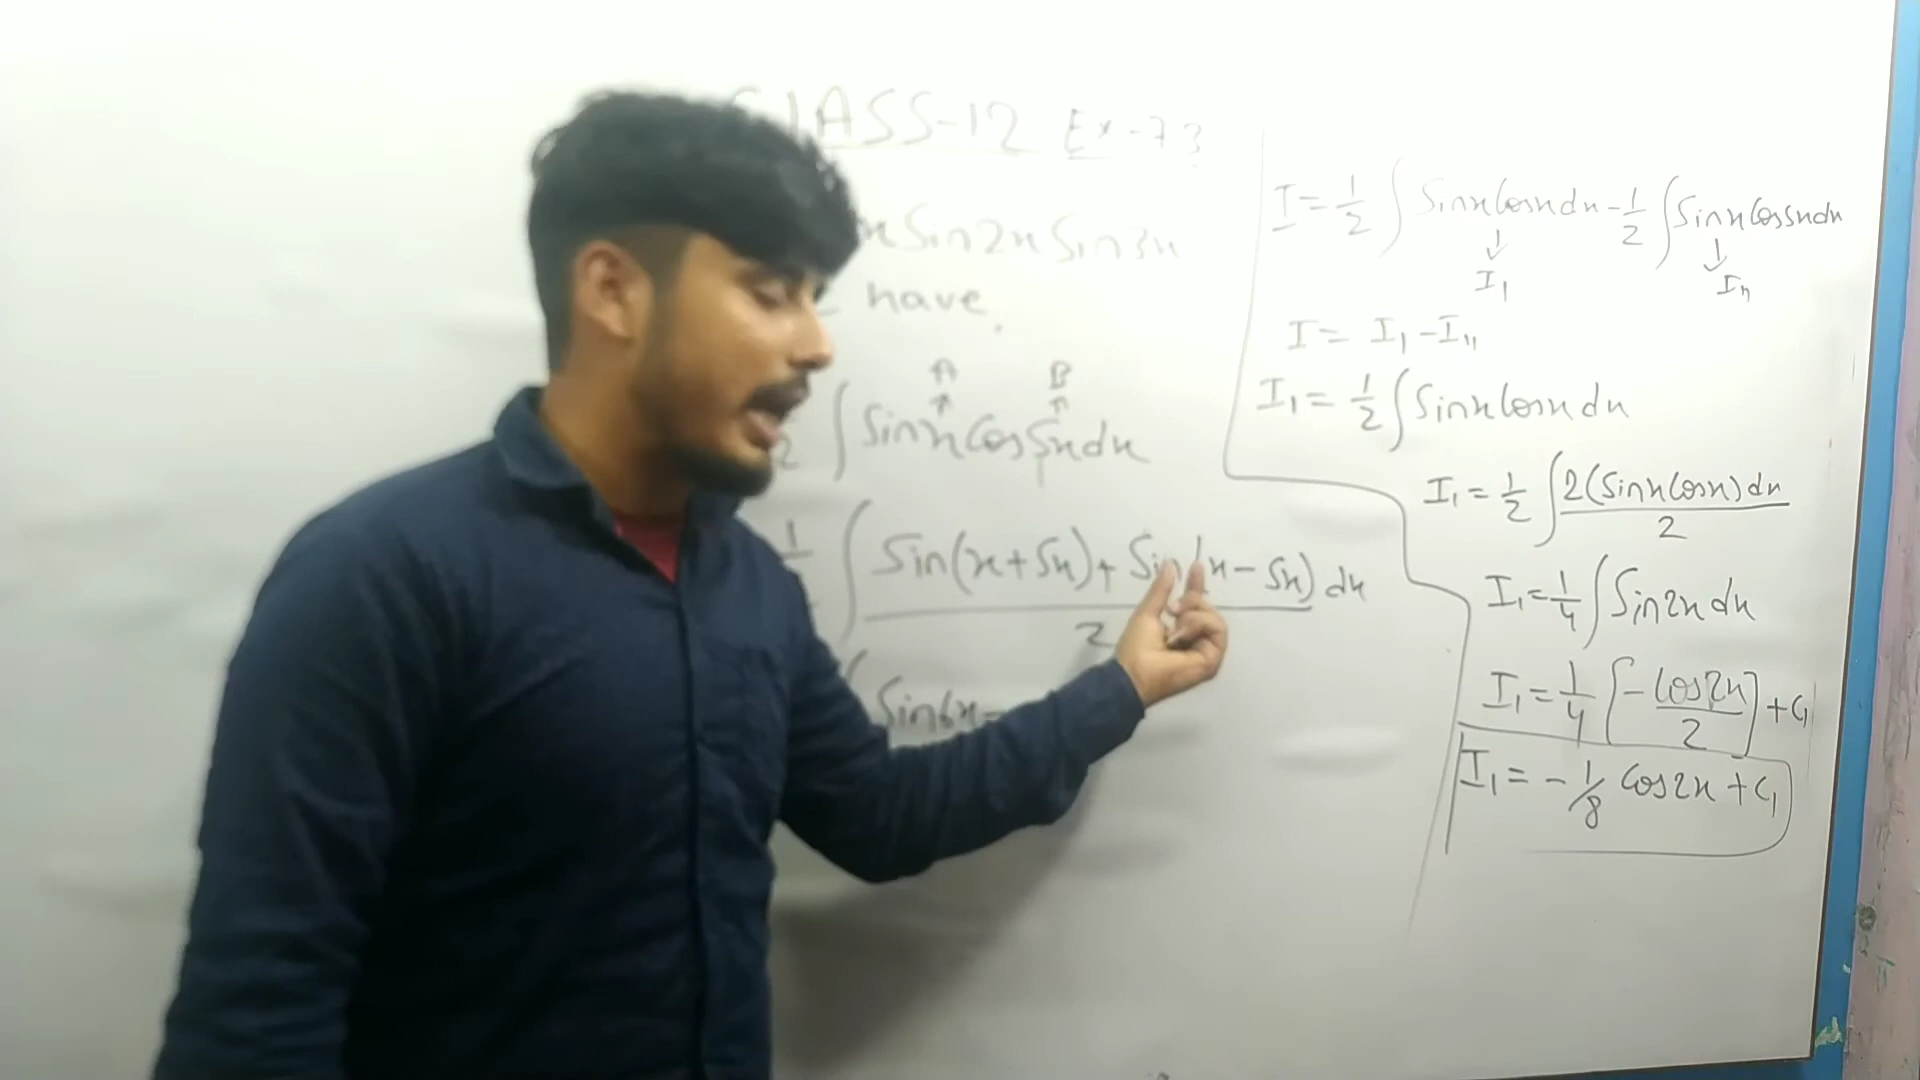 CLASS-12 Ex-7.3
x Sin2x Sin3x
have,
A B
↑ ↑
∫ Sinx Cos5x dx
1 ∫ Sin(x+5x) + Sin(x-5x) dx
2
∫ Sin6x-
I = 1/2 ∫ Sinx Cosx dx - 1/2 ∫ Sinx Cos5x dx
↓ ↓
I₁ I₁₁
I = I₁ - I₁₁
I₁ = 1/2 ∫ Sinx Cosx dx
I₁ = 1/2 ∫ 2(Sinx Cosx) dx
2
I₁ = 1/4 ∫ Sin2x dx
I₁ = 1/4 [-Cos2x/2] + C₁
I₁ = -1/8 Cos2x + C₁